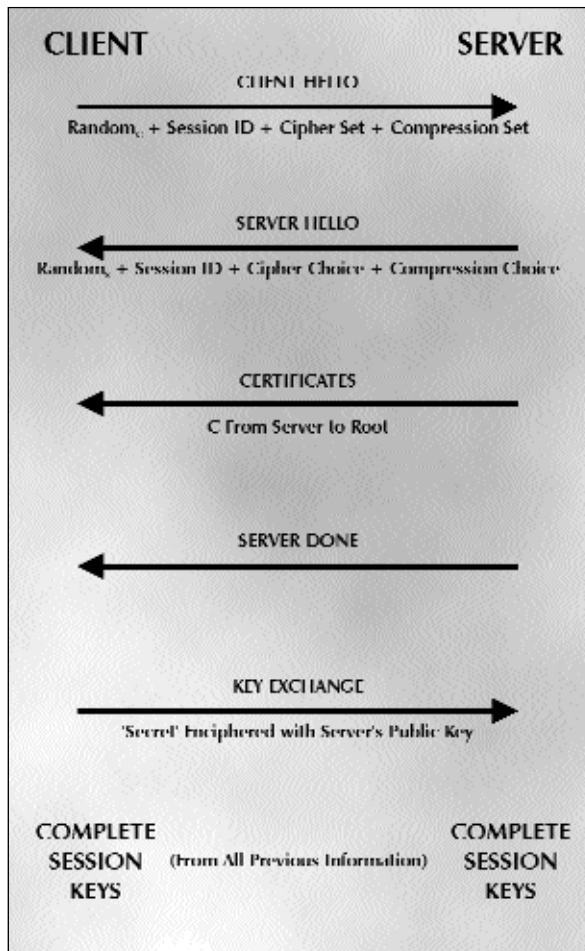 CLIENT SERVER
CLIENT HELLO
Random + Session ID + Cipher Set + Compression Set
SERVER HELLO
Random + Session ID + Cipher Choice + Compression Choice
CERTIFICATES
C From Server to Root
SERVER DONE
KEY EXCHANGE
'Secret' Enciphered with Server's Public Key
COMPLETE SESSION KEYS
(From All Previous Information)
COMPLETE SESSION KEYS